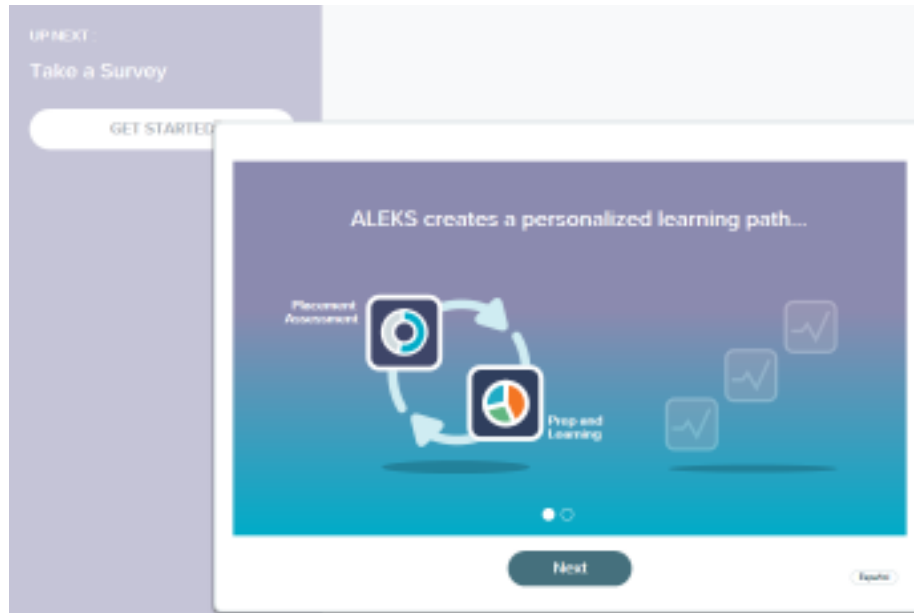 UP NEXT:
Take a Survey
GET STARTED
ALEKS creates a personalized learning path...
Placement
Assessment
Prep and
Learning
Next
Español